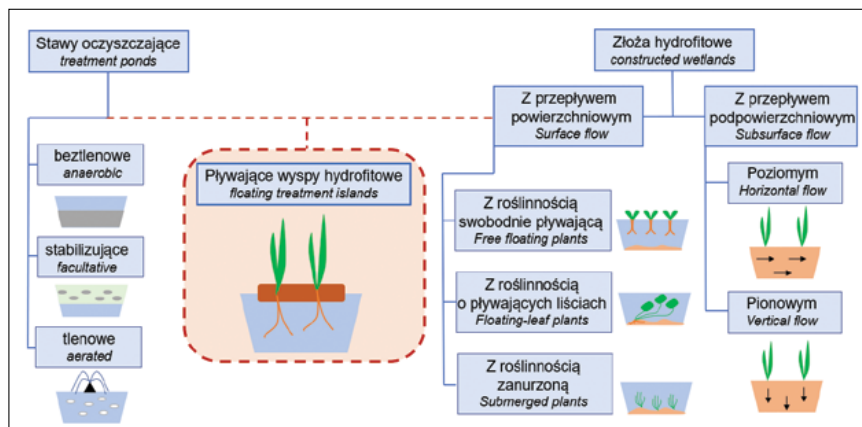 Stawy oczyszczające
treatment ponds
beztlenowe
anaerobic
stabilizujące
facultative
tlenowe
aerated
Pływające wyspy hydrofitowe
floating treatment islands
Złoża hydrofitowe
constructed wetlands
Z przepływem
powierzchniowym
Surface flow
Z roślinnością
swobodnie pływającą
Free floating plants
Z roślinnością
o pływających liściach
Floating-leaf plants
Z roślinnością
zanurzoną
Submerged plants
Z przepływem
podpowierzchniowym
Subsurface flow
Poziomym
Horizontal flow
Pionowym
Vertical flow